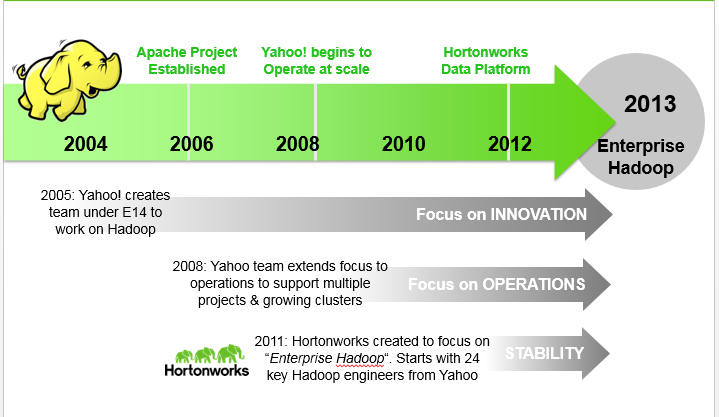 Apache Project
Established
Yahoo! begins to
Operate at scale
Hortonworks
Data Platform
2004
2006
2008
2010
2012
2013
Enterprise
Hadoop
2005: Yahoo! creates
team under E14 to
work on Hadoop
Focus on INNOVATION
2008: Yahoo team extends focus to
operations to support multiple
projects & growing clusters
Focus on OPERATIONS
Hortonworks
2011: Hortonworks created to focus on
“Enterprise Hadoop“. Starts with 24
key Hadoop engineers from Yahoo
STABILITY